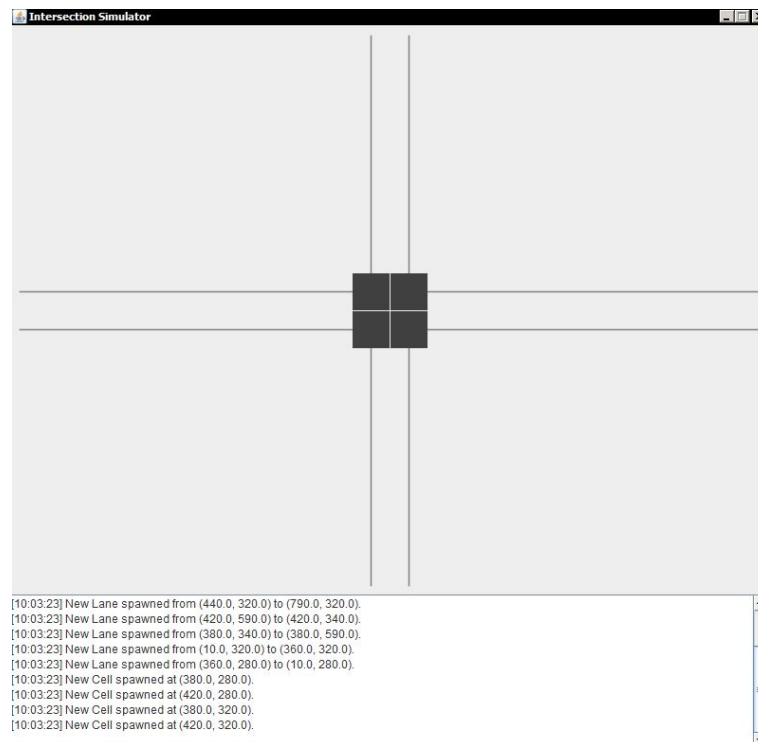 Intersection Simulator
[10:03:23] New Lane spawned from (440.0, 320.0) to (790.0, 320.0).
[10:03:23] New Lane spawned from (420.0, 590.0) to (420.0, 340.0).
[10:03:23] New Lane spawned from (380.0, 340.0) to (380.0, 590.0).
[10:03:23] New Lane spawned from (10.0, 320.0) to (360.0, 320.0).
[10:03:23] New Lane spawned from (360.0, 280.0) to (10.0, 280.0).
[10:03:23] New Cell spawned at (380.0, 280.0).
[10:03:23] New Cell spawned at (420.0, 280.0).
[10:03:23] New Cell spawned at (380.0, 320.0).
[10:03:23] New Cell spawned at (420.0, 320.0).